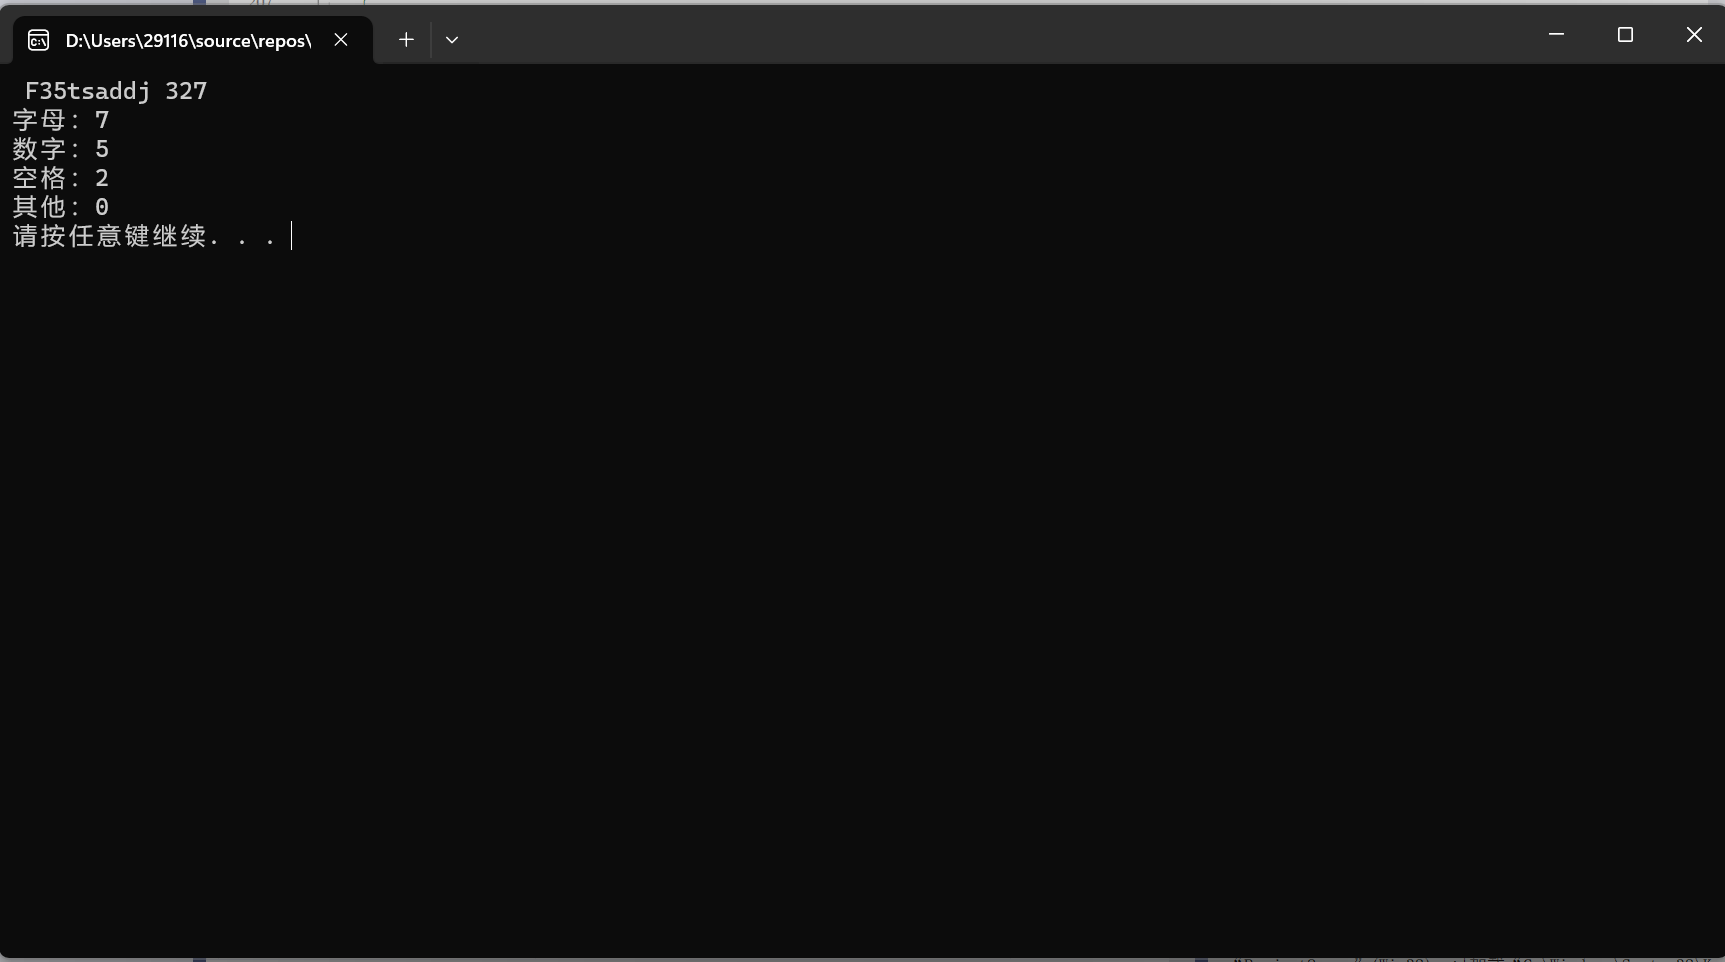 D:\Users\29116\source\repos\
 F35tsaddj 327
字母: 7
数字: 5
空格: 2
其他: 0
请按任意键继续. . .